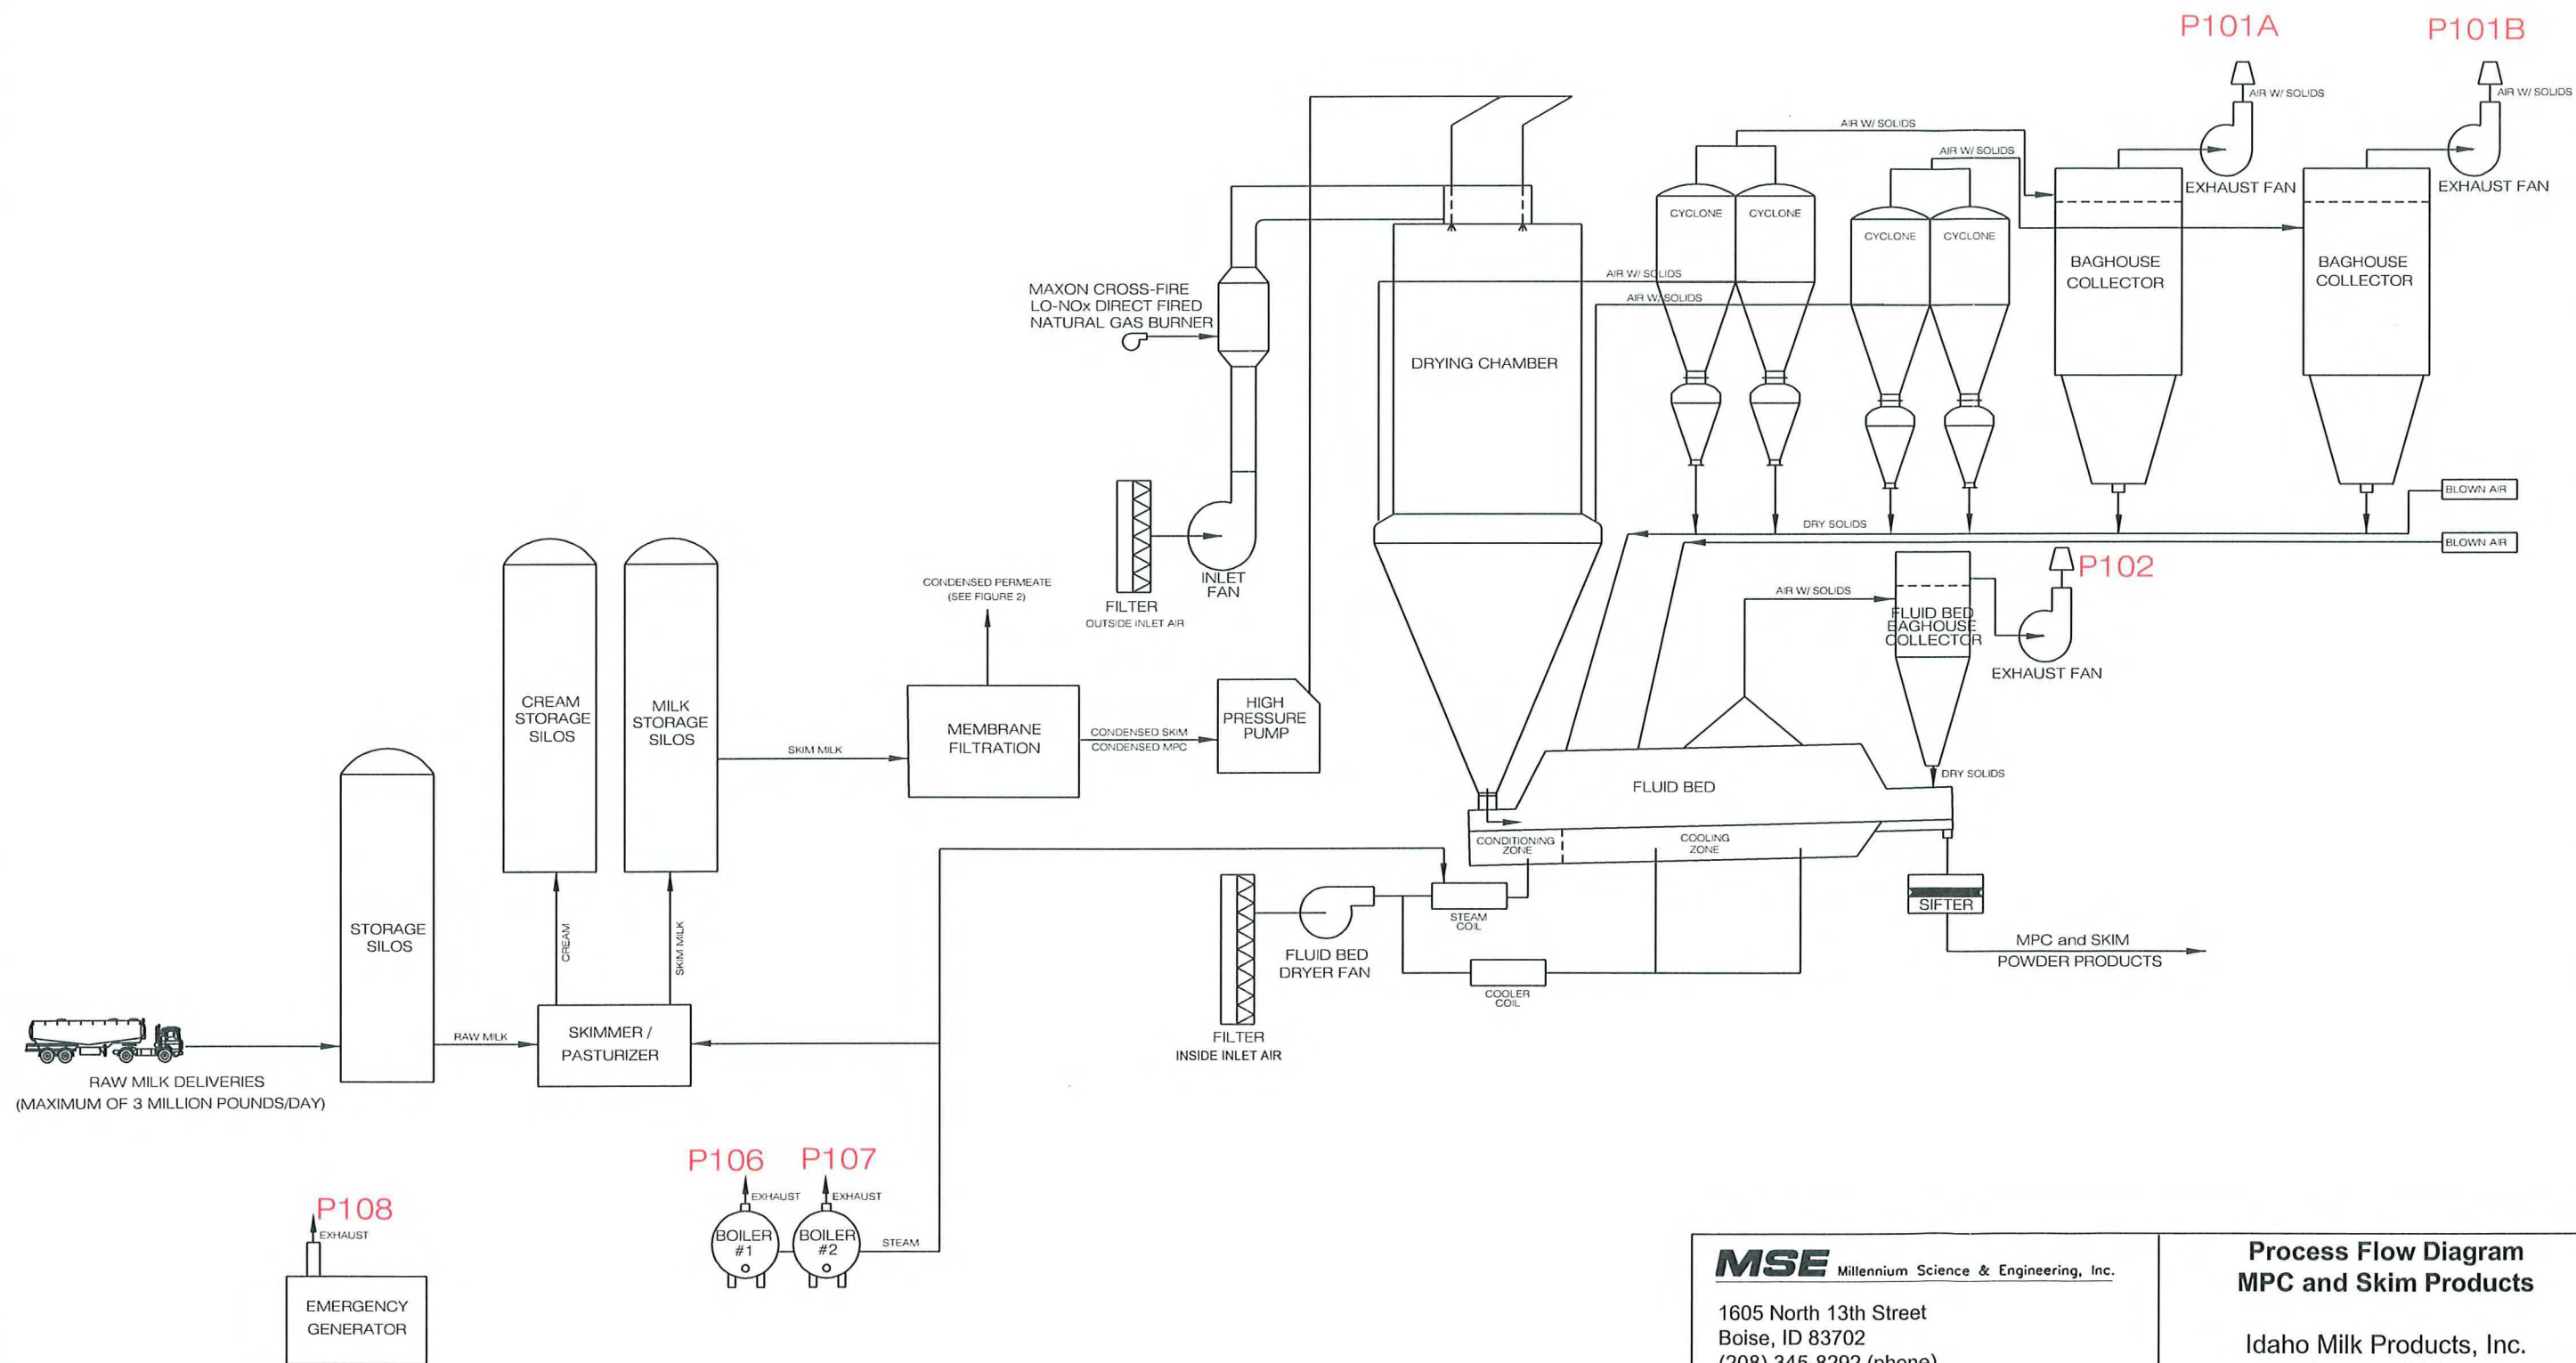 P101A
P101B
AIR W/ SOLIDS
AIR W/ SOLIDS
AIR W/ SOLIDS
AIR W/ SOLIDS
EXHAUST FAN
EXHAUST FAN
CYCLONE
CYCLONE
CYCLONE
CYCLONE
BAGHOUSE
COLLECTOR
BAGHOUSE
COLLECTOR
AIR W/ SOLIDS
AIR W/ SOLIDS
MAXON CROSS-FIRE
LO-NOx DIRECT FIRED
NATURAL GAS BURNER
DRYING CHAMBER
BLOWN AIR
DRY SOLIDS
BLOWN AIR
P102
INLET
FAN
FILTER
OUTSIDE INLET AIR
CONDENSED PERMEATE
(SEE FIGURE 2)
AIR W/ SOLIDS
FLUID BED
BAGHOUSE
COLLECTOR
EXHAUST FAN
CREAM
STORAGE
SILOS
MILK
STORAGE
SILOS
SKIM MILK
MEMBRANE
FILTRATION
CONDENSED SKIM
CONDENSED MPC
HIGH
PRESSURE
PUMP
DRY SOLIDS
FLUID BED
CONDITIONING
ZONE
COOLING
ZONE
STEAM
COIL
SIFTER
STORAGE
SILOS
CREAM
SKIM MILK
FLUID BED
DRYER FAN
COOLER
COIL
MPC and SKIM
POWDER PRODUCTS
FILTER
INSIDE INLET AIR
RAW MILK
SKIMMER /
PASTURIZER
RAW MILK DELIVERIES
(MAXIMUM OF 3 MILLION POUNDS/DAY)
P106
P107
EXHAUST
EXHAUST
BOILER
#1
BOILER
#2
STEAM
P108
EXHAUST
EMERGENCY
GENERATOR
MSE Millennium Science & Engineering, Inc.
1605 North 13th Street
Boise, ID 83702
(208) 345-8292 (phone)
Process Flow Diagram
MPC and Skim Products
Idaho Milk Products, Inc.